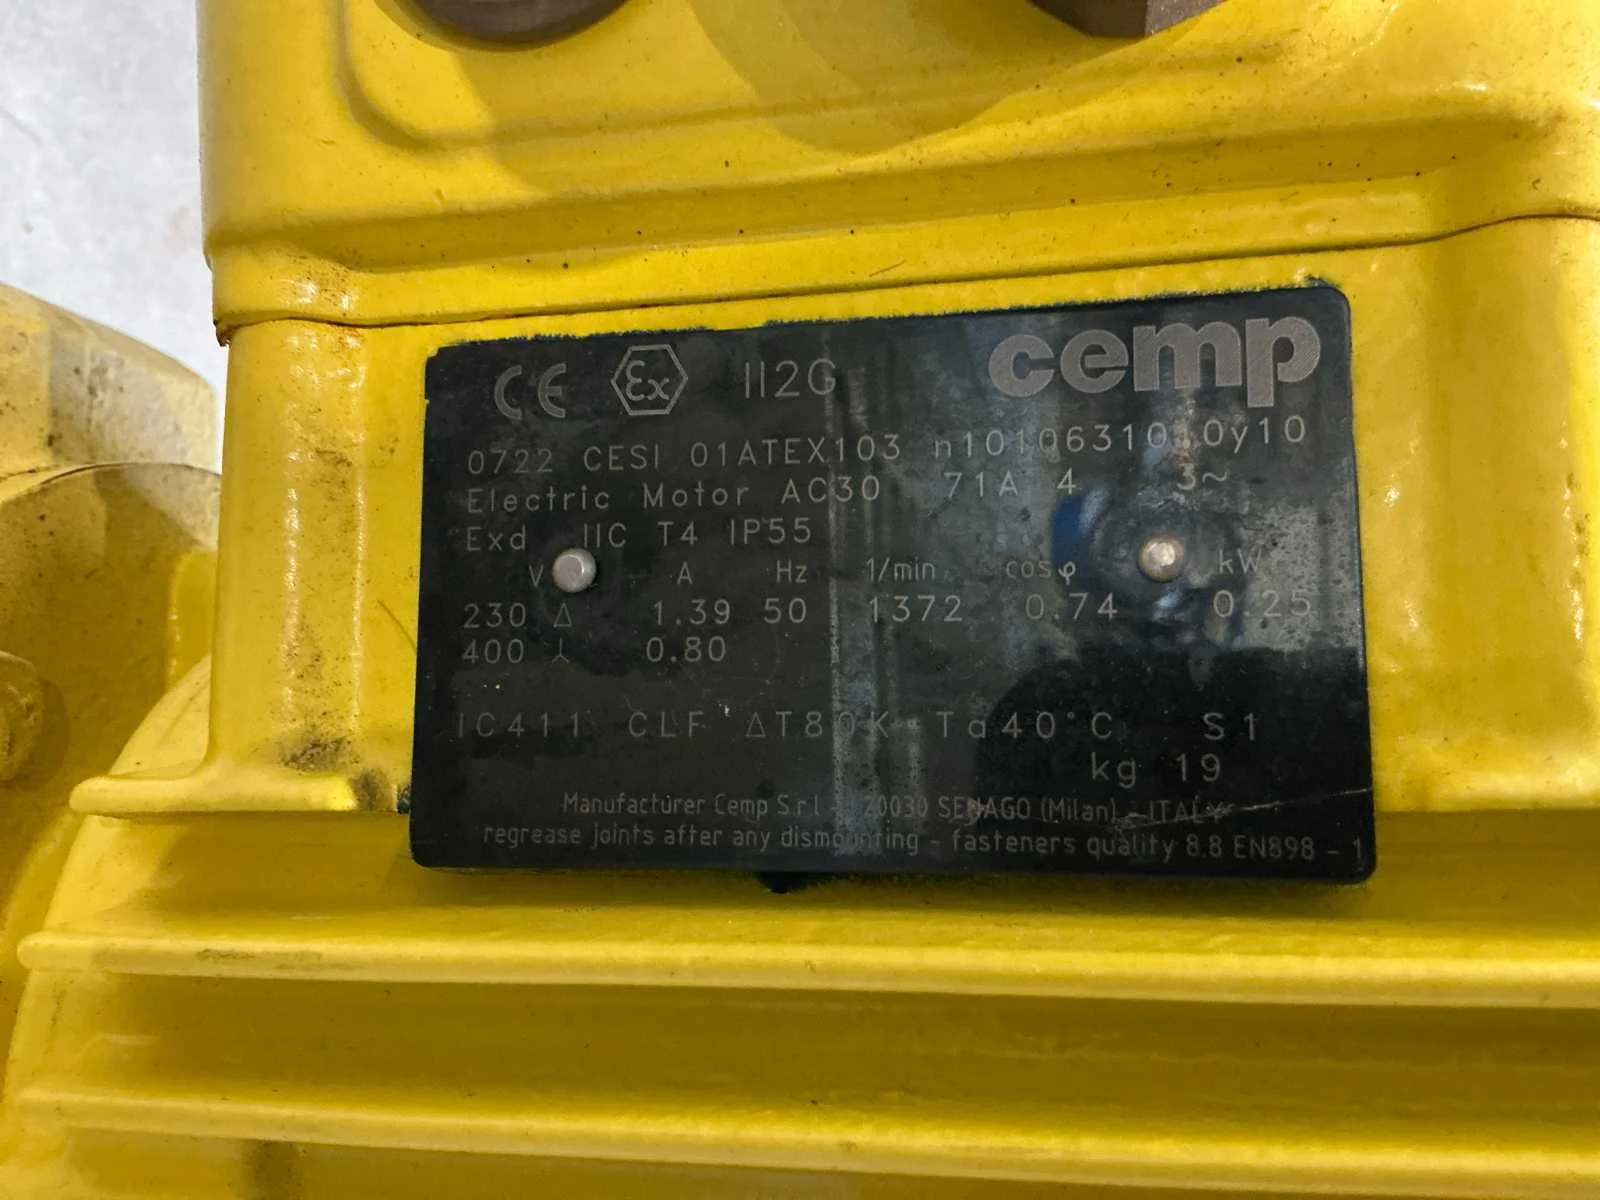 CE Ex II2G cemp
0722 CESI 01ATEX103 n10106310 0y10
Electric Motor AC30 71A 4 3~
Exd IIC T4 IP55
V A Hz 1/min cosφ kW
230 Δ 1.39 50 1372 0.74 0.25
400 ⅄ 0.80
IC411 CLF ΔT80K Ta40°C S1
kg 19
Manufacturer Cemp S.r.l - 20030 SENAGO (Milan) - ITALY
regrease joints after any dismounting - fasteners quality 8.8 EN898 - 1